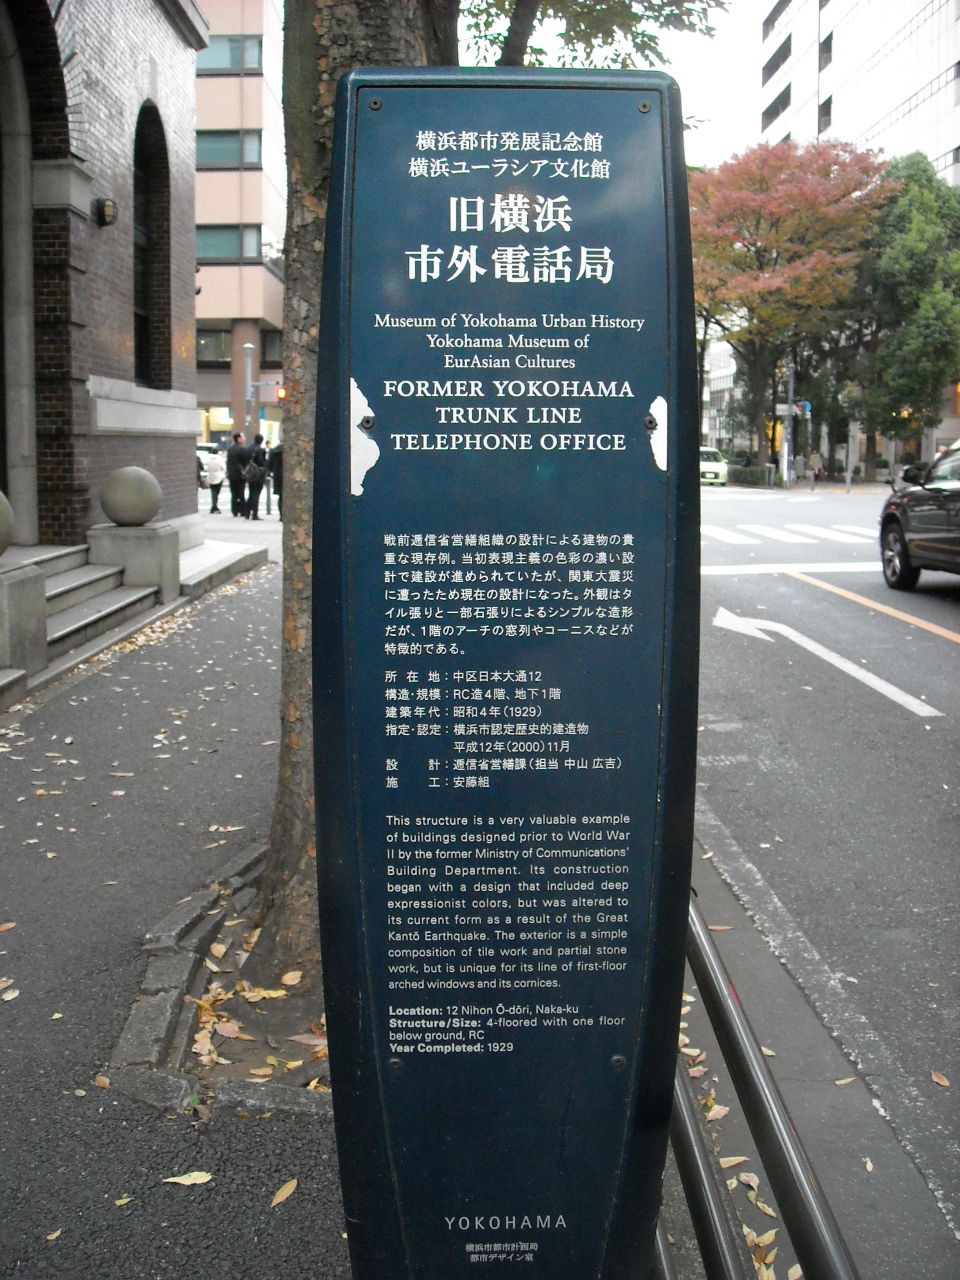 横浜都市発展記念館
横浜ユーラシア文化館
旧横浜
市外電話局
Museum of Yokohama Urban History
Yokohama Museum of
EurAsian Cultures
FORMER YOKOHAMA
TRUNK LINE
TELEPHONE OFFICE
戦前逓信省営繕組織の設計による建物の貴
重な現存例。当初表現主義の色彩の濃い設
計で建設が進められていたが、関東大震災
に遭ったため現在の設計になった。外観はタ
イル張りと一部石張りによるシンプルな造形
だが、1階のアーチの窓列やコーニスなどが
特徴的である。
所在地:中区日本大通12
構造・規模:RC造4階、地下1階
建築年代:昭和4年(1929)
指定・認定:横浜市認定歴史的建造物
平成12年(2000)11月
設計:逓信省営繕課(担当 中山 広吉)
施工:安藤組
This structure is a very valuable example
of buildings designed prior to World War
II by the former Ministry of Communications'
Building Department. Its construction
began with a design that included deep
expressionist colors, but was altered to
its current form as a result of the Great
Kantō Earthquake. The exterior is a simple
composition of tile work and partial stone
work, but is unique for its line of first-floor
arched windows and its cornices.
Location: 12 Nihon Ō-dōri, Naka-ku
Structure/Size: 4-floored with one floor
below ground, RC
Year Completed: 1929
YOKOHAMA
横浜市都市計画局
都市デザイン室